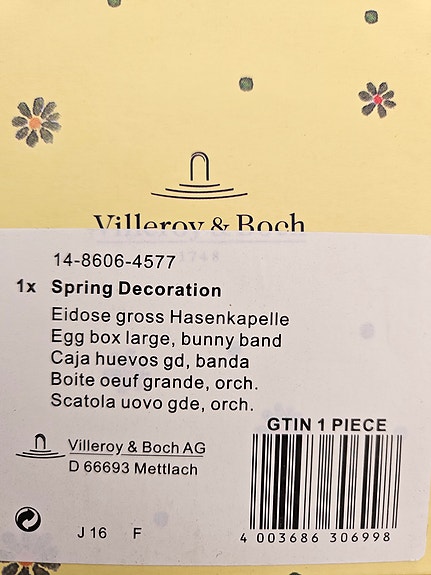 Villeroy & Boch
1748
14-8606-4577
1x Spring Decoration
Eidose gross Hasenkapelle
Egg box large, bunny band
Caja huevos gd, banda
Boite oeuf grande, orch.
Scatola uovo gde, orch.
GTIN 1 PIECE
Villeroy & Boch AG
D 66693 Mettlach
J 16 F
4 003686 306998